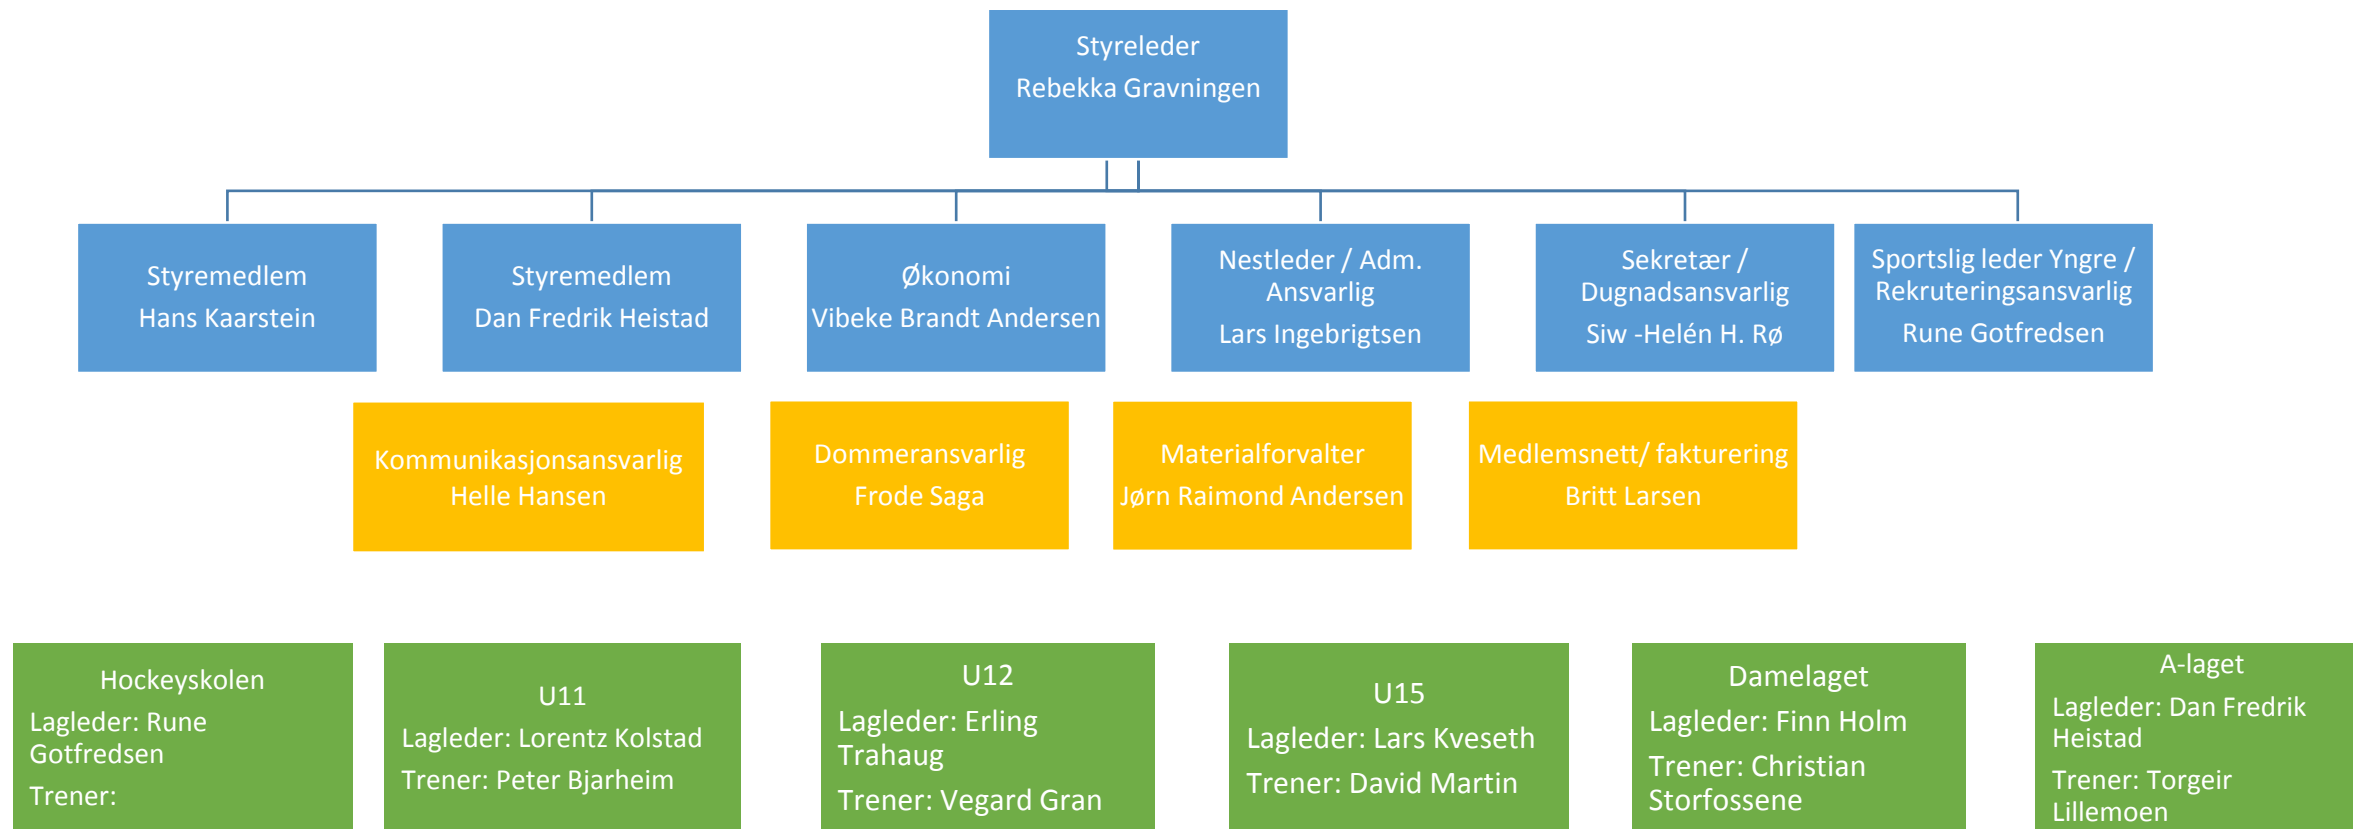 Styreleder
Rebekka Gravningen
Styremedlem
Hans Kaarstein
Styremedlem
Dan Fredrik Heistad
Økonomi
Vibeke Brandt Andersen
Nestleder / Adm.
Ansvarlig
Lars Ingebrigtsen
Sekretær /
Dugnadsansvarlig
Siw -Helén H. Rø
Sportslig leder Yngre /
Rekruteringsansvarlig
Rune Gotfredsen
Kommunikasjonsansvarlig
Helle Hansen
Dommeransvarlig
Frode Saga
Materialforvalter
Jørn Raimond Andersen
Medlemsnett/ fakturering
Britt Larsen
Hockeyskolen
Lagleder: Rune
Gotfredsen
Trener:
U11
Lagleder: Lorentz Kolstad
Trener: Peter Bjarheim
U12
Lagleder: Erling
Trahaug
Trener: Vegard Gran
U15
Lagleder: Lars Kveseth
Trener: David Martin
Damelaget
Lagleder: Finn Holm
Trener: Christian
Storfossene
A-laget
Lagleder: Dan Fredrik
Heistad
Trener: Torgeir
Lillemoen